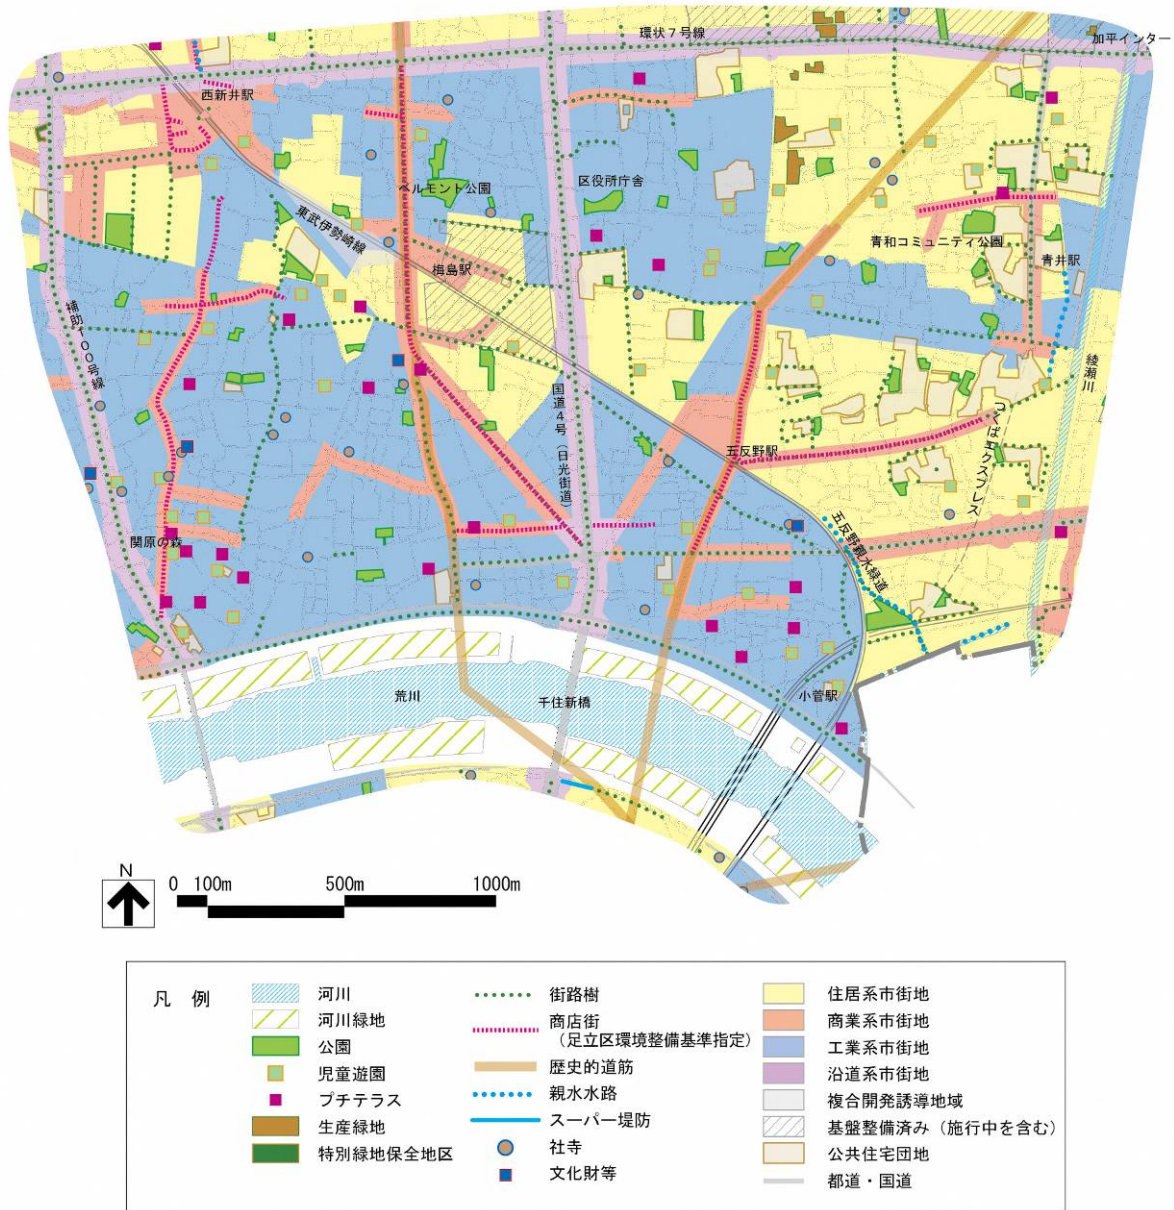 環状7号線
加平インター
西新井駅
ベルモント公園
区役所庁舎
東武伊勢崎線
梅島駅
青和コミュニティ公園
青井駅
補助100号線
国道4号（日光街道）
綾瀬川
つくばエクスプレス
五反野駅
五反野親水緑道
関原の森
荒川
千住新橋
小菅駅
N
0 100m 500m 1000m
凡 例
河川
河川緑地
公園
児童遊園
プチテラス
生産緑地
特別緑地保全地区
街路樹
商店街
（足立区環境整備基準指定）
歴史的道筋
親水水路
スーパー堤防
社寺
文化財等
住居系市街地
商業系市街地
工業系市街地
沿道系市街地
複合開発誘導地域
基盤整備済み（施行中を含む）
公共住宅団地
都道・国道